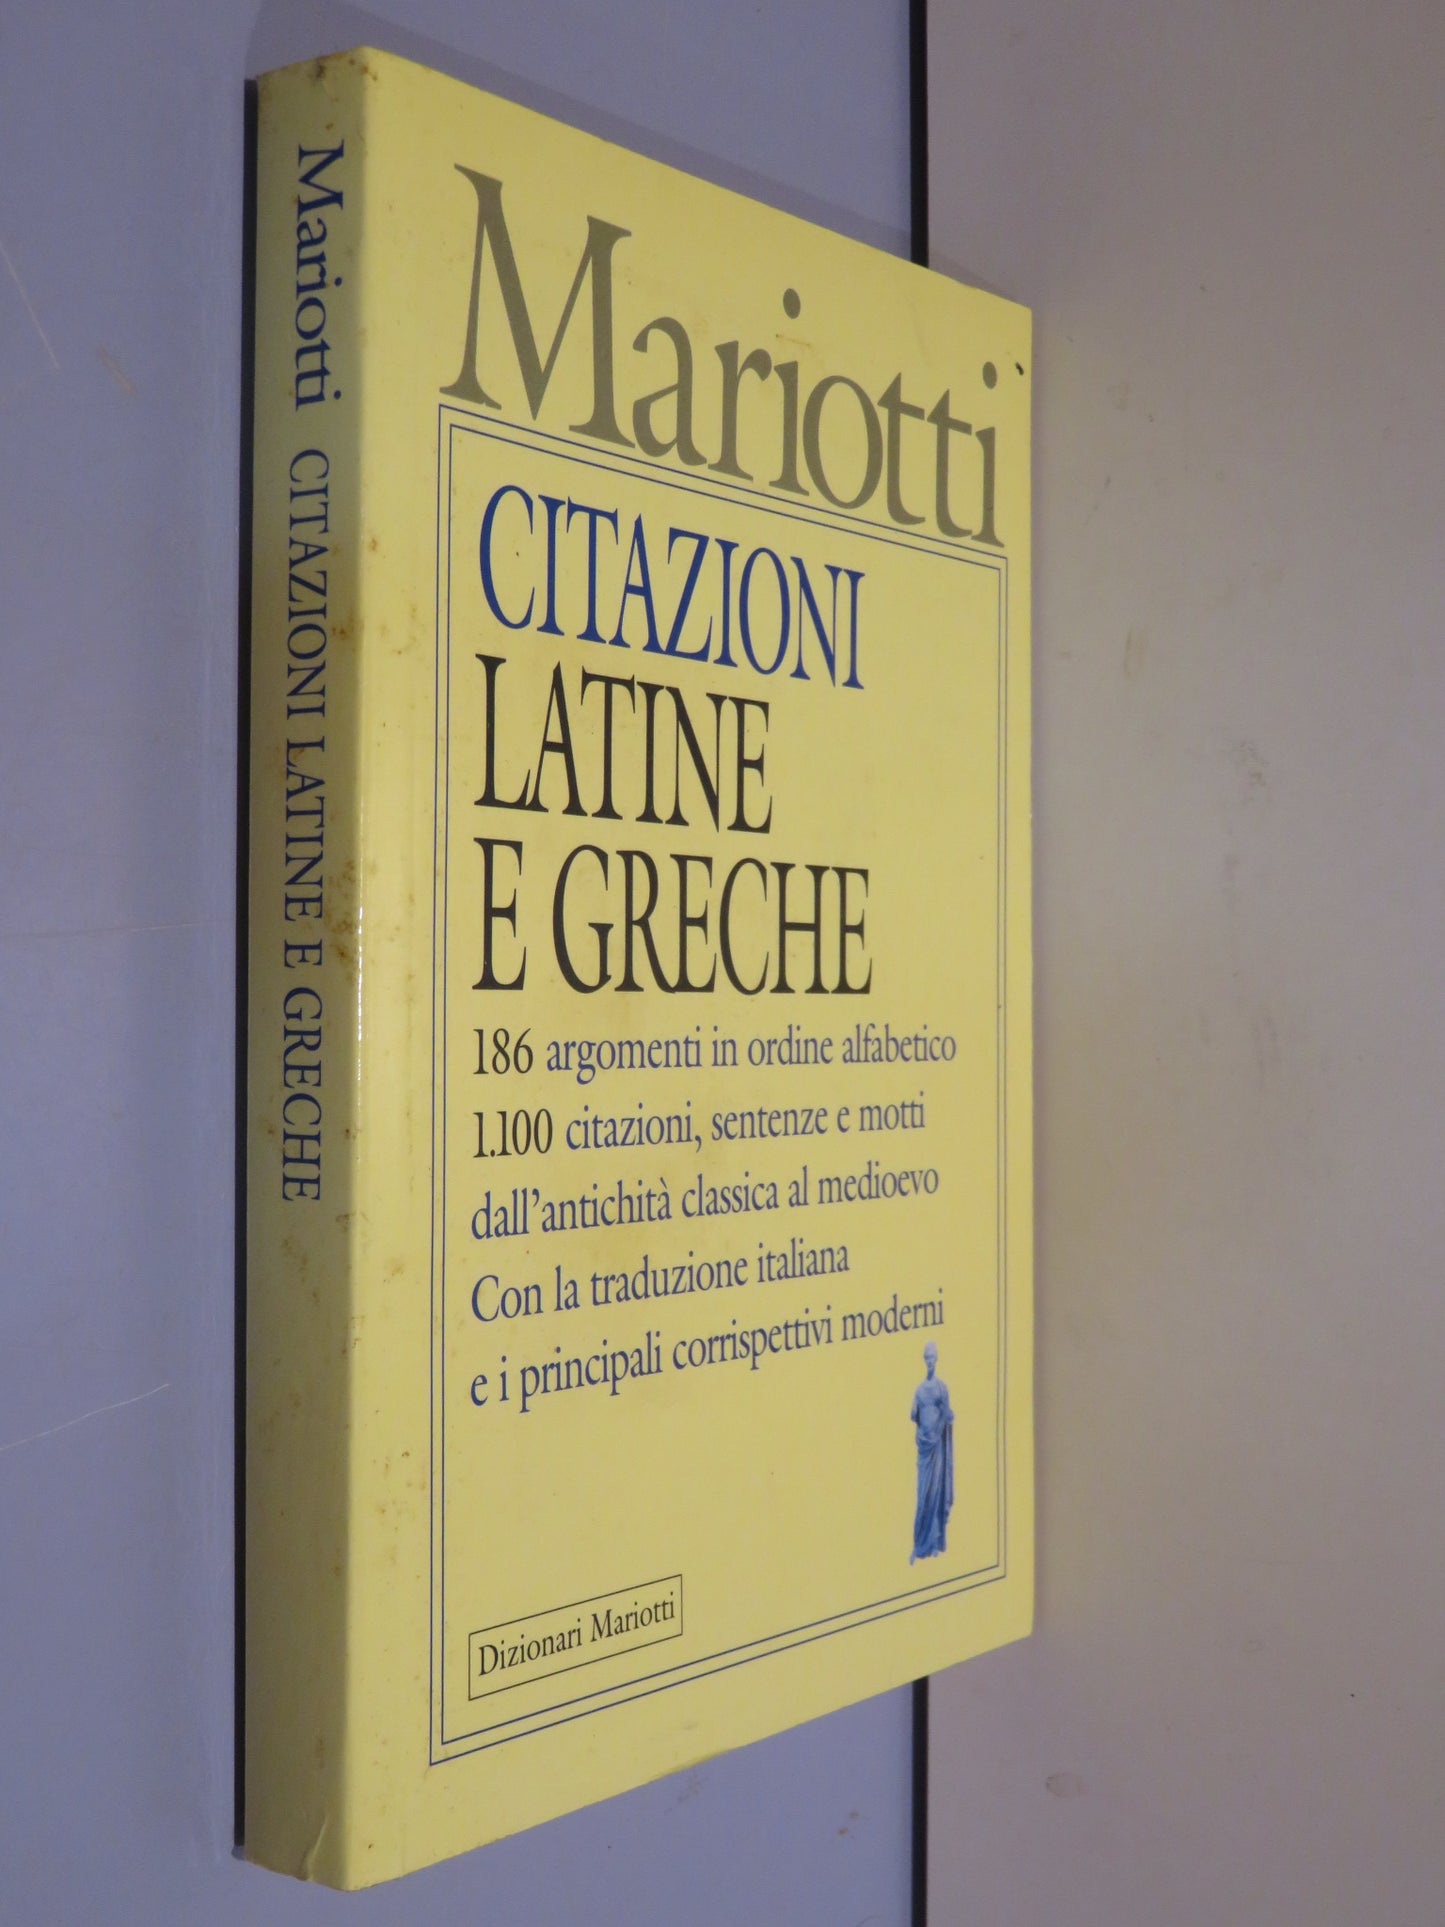 Mariotti CITAZIONI LATINE E GRECHE
Mariotti
CITAZIONI
LATINE
E GRECHE
186 argomenti in ordine alfabetico
1.100 citazioni, sentenze e motti
dall'antichità classica al medioevo
Con la traduzione italiana
e i principali corrispettivi moderni
Dizionari Mariotti